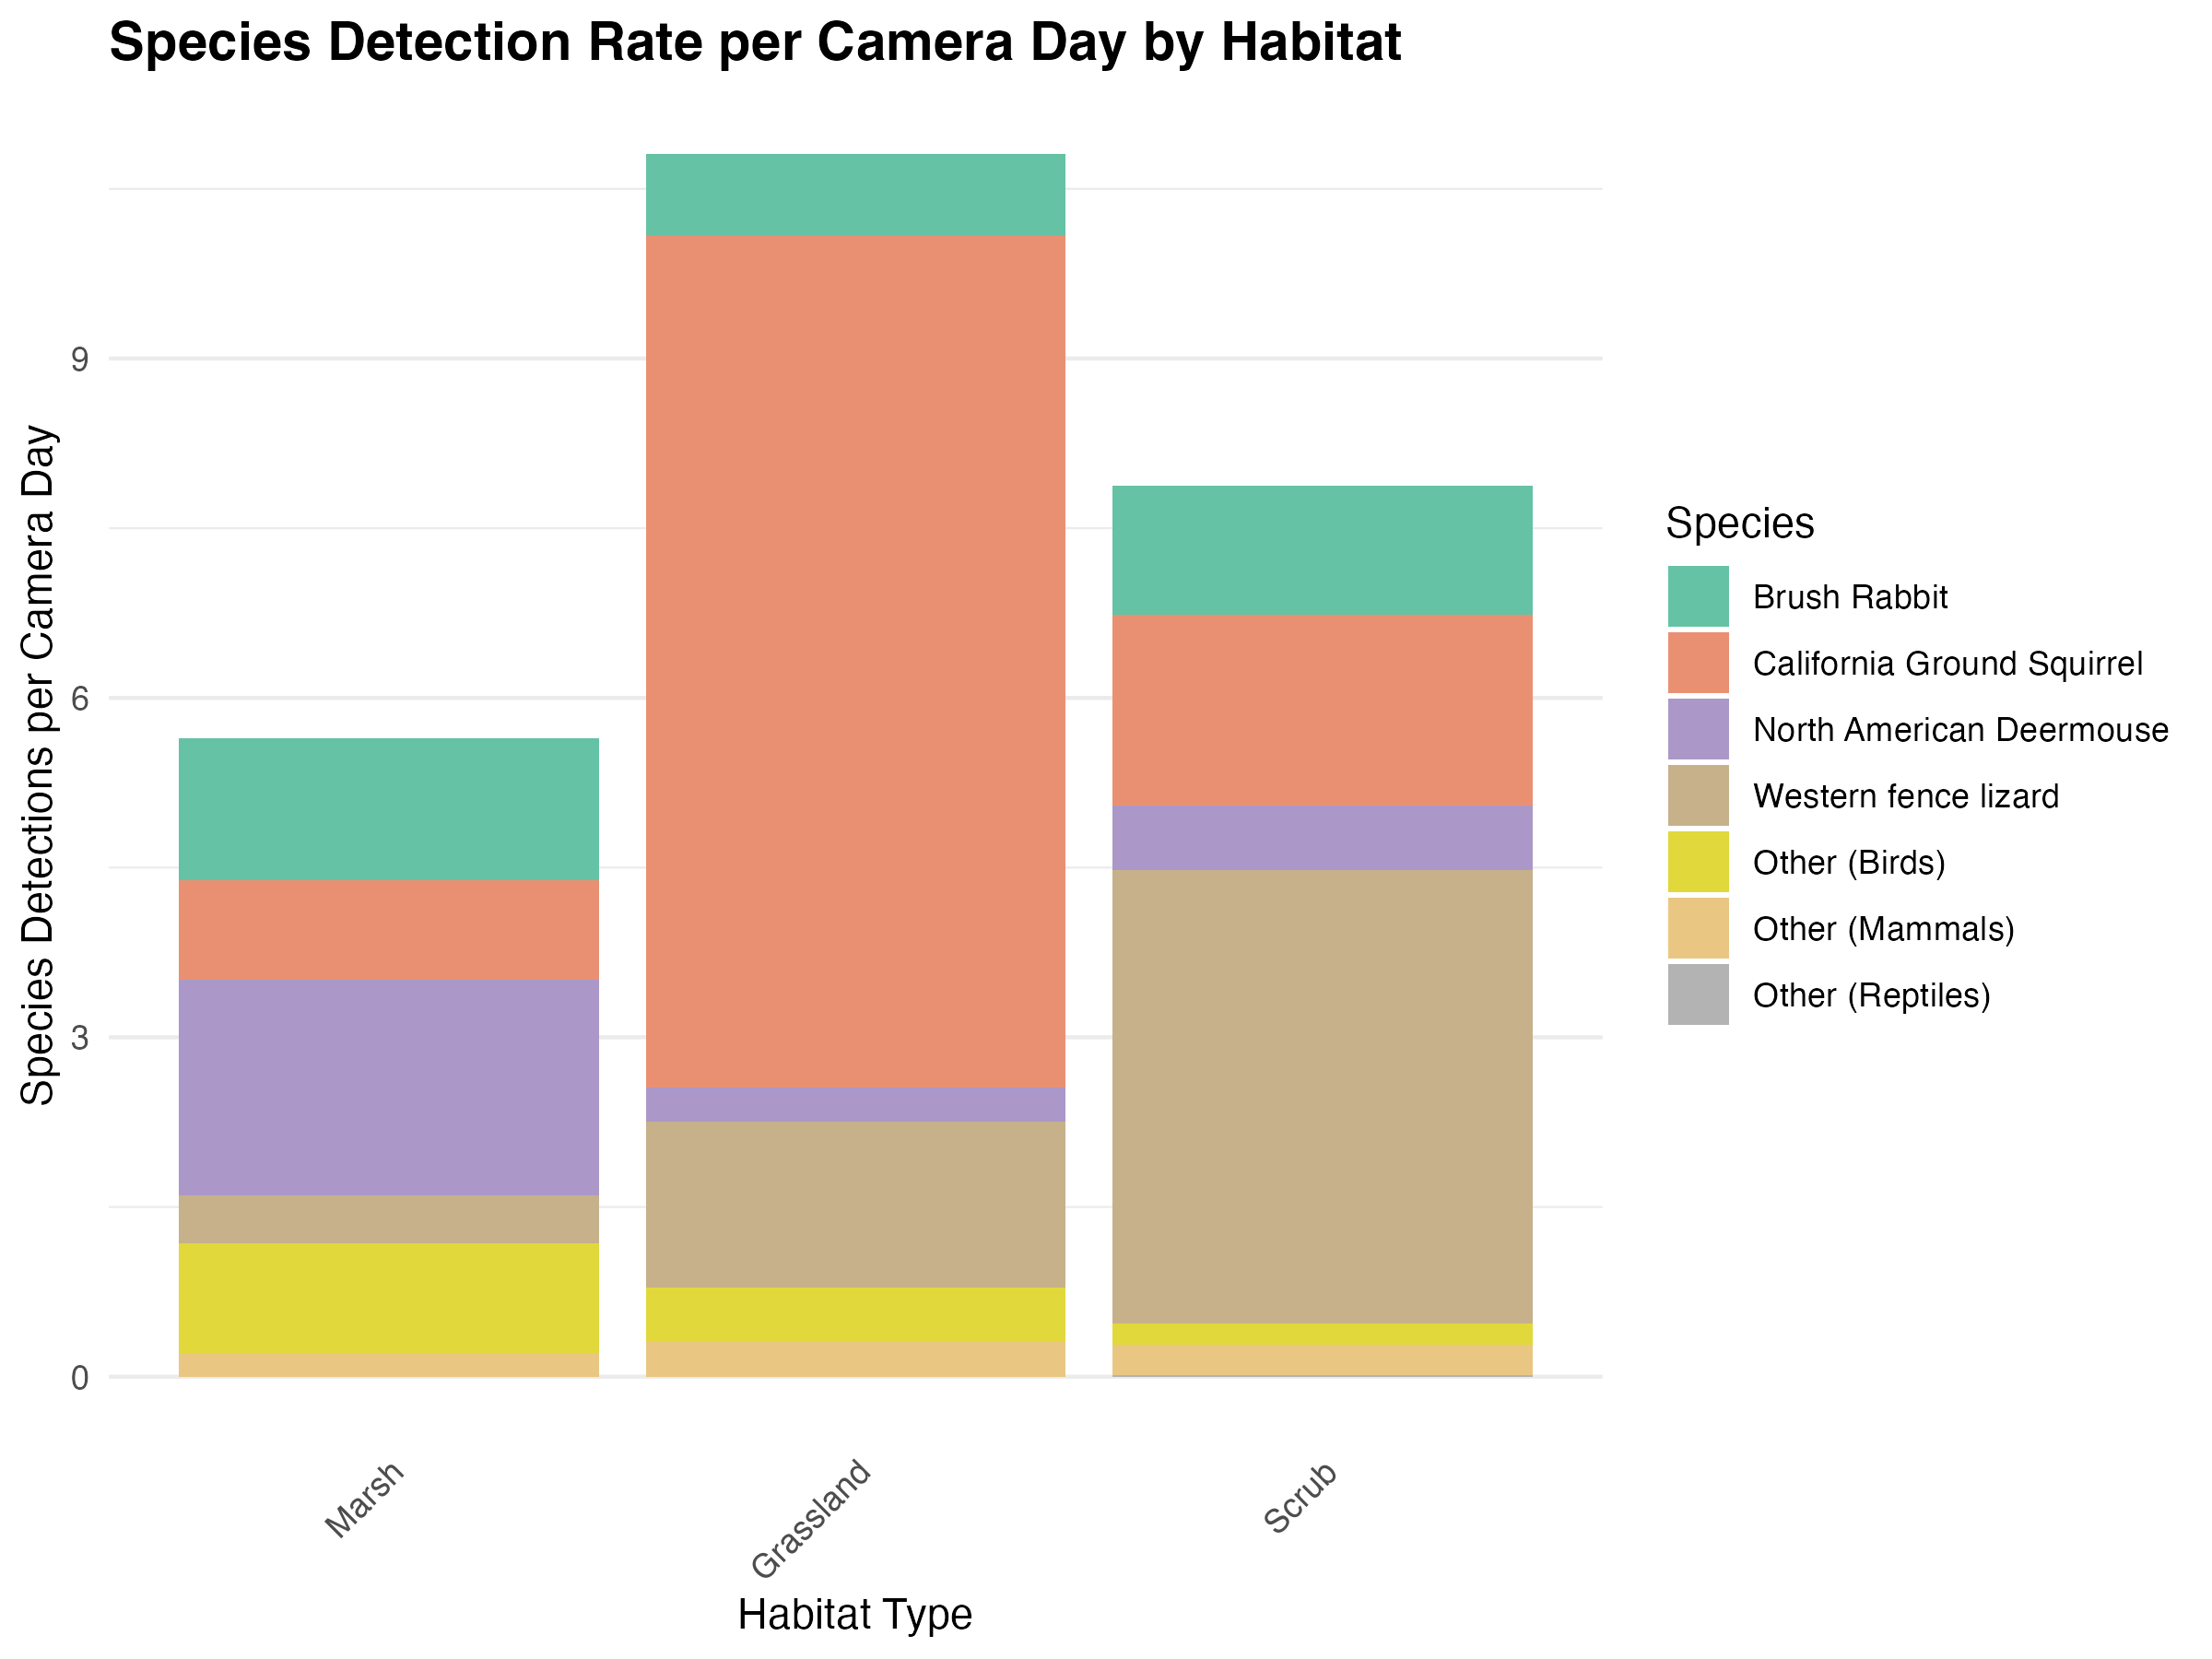 Species Detection Rate per Camera Day by Habitat
Species Detections per Camera Day
9
6
3
0
Marsh
Grassland
Scrub
Habitat Type
Species
Brush Rabbit
California Ground Squirrel
North American Deermouse
Western fence lizard
Other (Birds)
Other (Mammals)
Other (Reptiles)